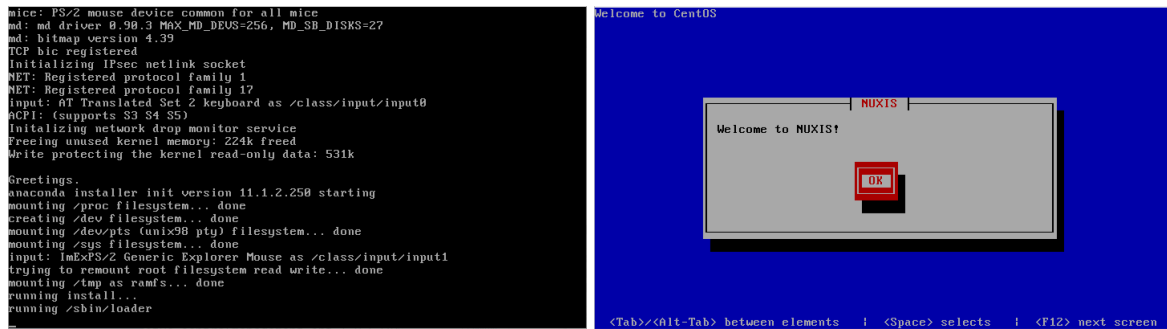 mice: PS/2 mouse device common for all mice
md: md driver 0.90.3 MAX_MD_DEVS=256, MD_SB_DISKS=27
md: bitmap version 4.39
TCP bic registered
Initializing IPsec netlink socket
NET: Registered protocol family 1
NET: Registered protocol family 17
input: AT Translated Set 2 keyboard as /class/input/input0
ACPI: (supports S3 S4 S5)
Initalizing network drop monitor service
Freeing unused kernel memory: 224k freed
Write protecting the kernel read-only data: 531k
Greetings.
anaconda installer init version 11.1.2.250 starting
mounting /proc filesystem... done
creating /dev filesystem... done
mounting /dev/pts (unix98 pty) filesystem... done
mounting /sys filesystem... done
input: ImExPS/2 Generic Explorer Mouse as /class/input/input1
trying to remount root filesystem read write... done
mounting /tmp as ramfs... done
running install...
running /sbin/loader
Welcome to CentOS
NUXIS
Welcome to NUXIS!
OK
<Tab>/<Alt-Tab> between elements | <Space> selects | <F12> next screen